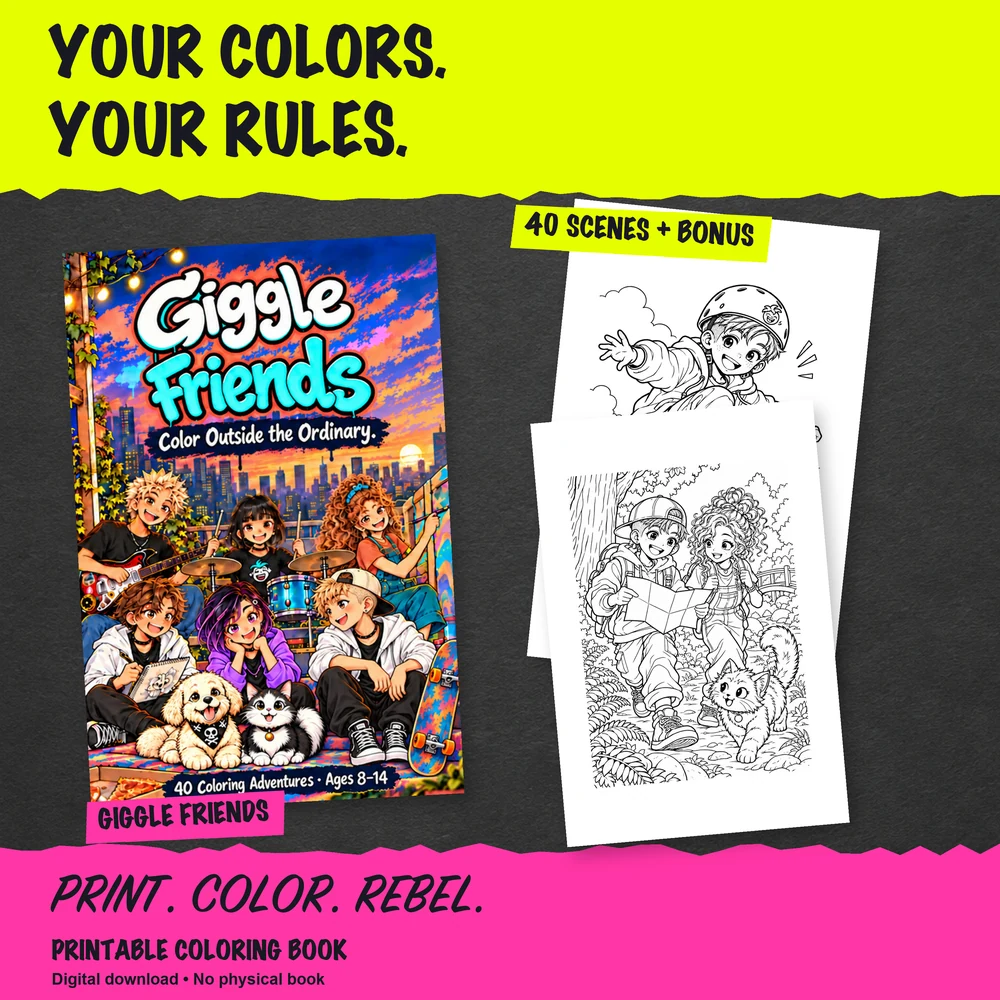 YOUR COLORS.
YOUR RULES.
40 SCENES + BONUS
Giggle
Friends
Color Outside the Ordinary.
40 Coloring Adventures · Ages 8–14
GIGGLE FRIENDS
PRINT. COLOR. REBEL.
PRINTABLE COLORING BOOK
Digital download • No physical book